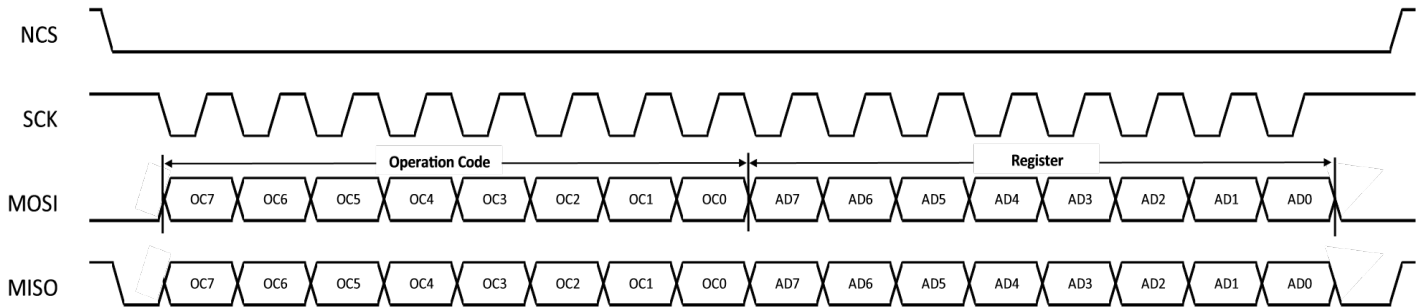 NCS
SCK
Operation Code Register
MOSI OC7 OC6 OC5 OC4 OC3 OC2 OC1 OC0 AD7 AD6 AD5 AD4 AD3 AD2 AD1 AD0
MISO OC7 OC6 OC5 OC4 OC3 OC2 OC1 OC0 AD7 AD6 AD5 AD4 AD3 AD2 AD1 AD0